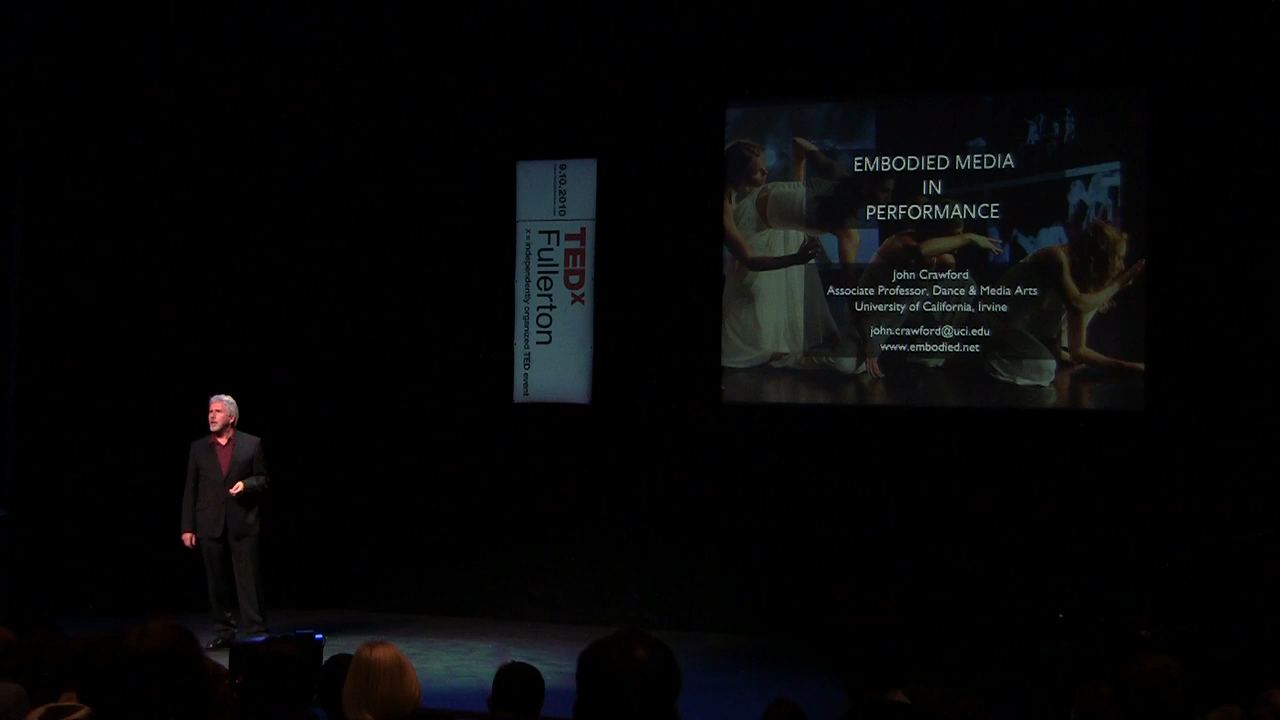 9.10.2010
TEDx
Fullerton
x = independently organized TED event
EMBODIED MEDIA
IN
PERFORMANCE
John Crawford
Associate Professor, Dance & Media Arts
University of California, Irvine
john.crawford@uci.edu
www.embodied.net